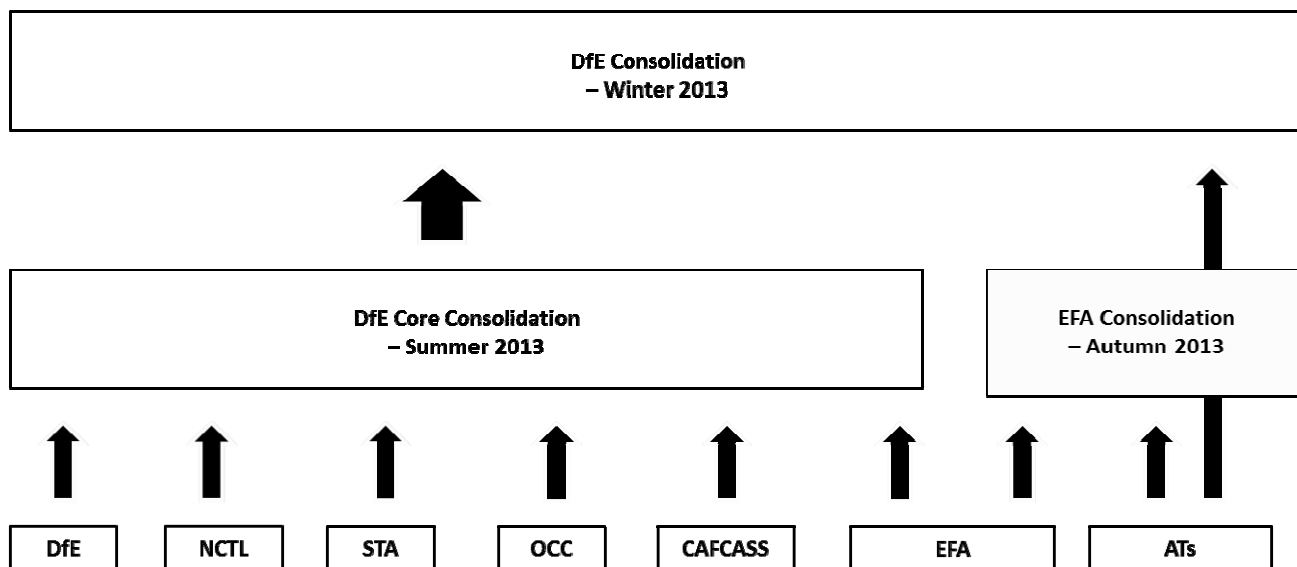 DfE Consolidation
– Winter 2013
DfE Core Consolidation
– Summer 2013
EFA Consolidation
– Autumn 2013
DfE
NCTL
STA
OCC
CAFCASS
EFA
ATs